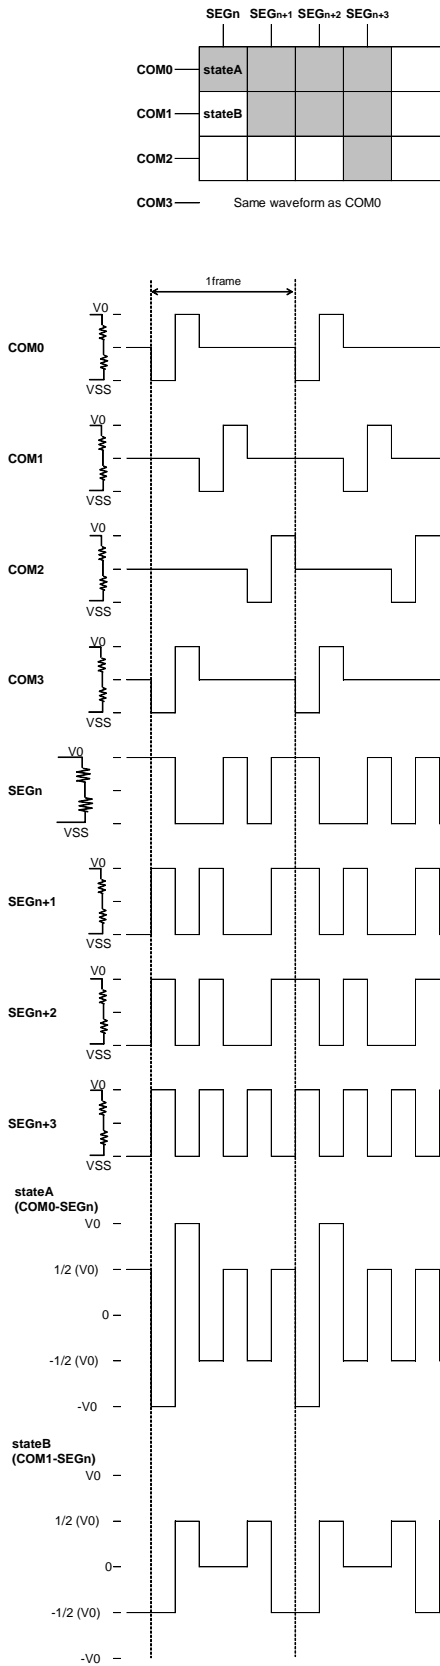 SEGn SEGn+1 SEGn+2 SEGn+3
COM0 stateA
COM1 stateB
COM2
COM3 Same waveform as COM0
1frame
V0
COM0
VSS
V0
COM1
VSS
V0
COM2
VSS
V0
COM3
VSS
V0
SEGn
VSS
V0
SEGn+1
VSS
V0
SEGn+2
VSS
V0
SEGn+3
VSS
stateA
(COM0-SEGn)
V0
1/2 (V0)
0
-1/2 (V0)
-V0
stateB
(COM1-SEGn)
V0
1/2 (V0)
0
-1/2 (V0)
-V0